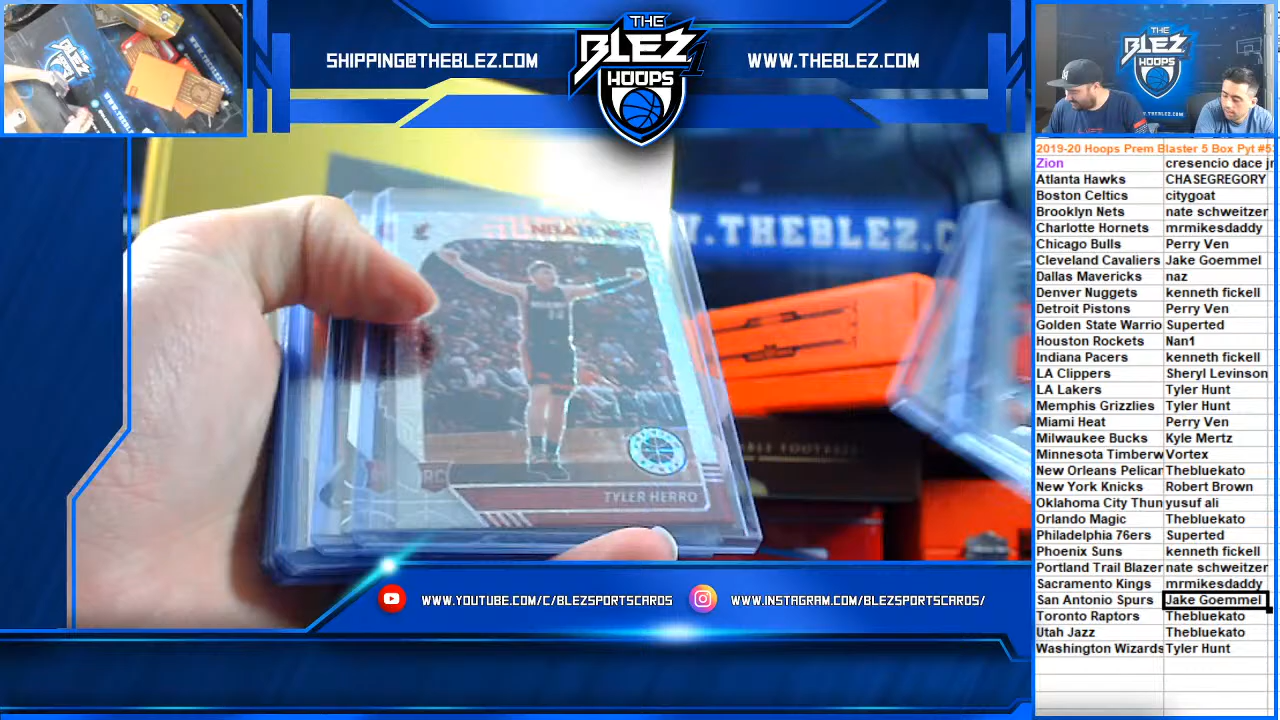 SHIPPING@THEBLEZ.COM
THE
BLEZ
HOOPS
WWW.THEBLEZ.COM
THE
BLEZ
W.THEBLEZ.C
NBA HOOPS
RC
TYLER HERRO
WWW.YOUTUBE.COM/C/BLEZSPORTSCARDS
WWW.INSTAGRAM.COM/BLEZSPORTSCARDS/
2019-20 Hoops Prem Blaster 5 Box Pyt #5
Zion cresencio dace jr
Atlanta Hawks CHASEGREGORY
Boston Celtics citygoat
Brooklyn Nets nate schweitzer
Charlotte Hornets mrmikesdaddy
Chicago Bulls Perry Ven
Cleveland Cavaliers Jake Goemmel
Dallas Mavericks naz
Denver Nuggets kenneth fickell
Detroit Pistons Perry Ven
Golden State Warrio Superted
Houston Rockets Nan1
Indiana Pacers kenneth fickell
LA Clippers Sheryl Levinson
LA Lakers Tyler Hunt
Memphis Grizzlies Tyler Hunt
Miami Heat Perry Ven
Milwaukee Bucks Kyle Mertz
Minnesota Timberw Vortex
New Orleans Pelicar Thebluekato
New York Knicks Robert Brown
Oklahoma City Thun yusuf ali
Orlando Magic Thebluekato
Philadelphia 76ers Superted
Phoenix Suns kenneth fickell
Portland Trail Blazer nate schweitzer
Sacramento Kings mrmikesdaddy
San Antonio Spurs Jake Goemmel
Toronto Raptors Thebluekato
Utah Jazz Thebluekato
Washington Wizards Tyler Hunt